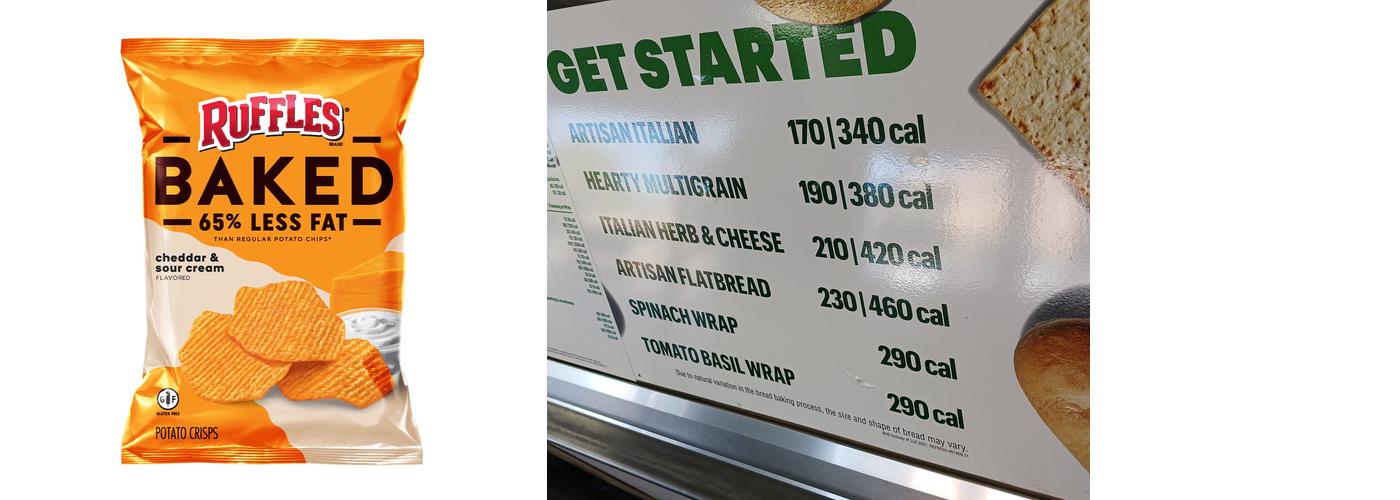 RUFFLES®
BRAND
BAKED
65% LESS FAT
THAN REGULAR POTATO CHIPS*
cheddar &
sour cream
FLAVORED
GF
GLUTEN FREE
POTATO CRISPS
GET STARTED
ARTISAN ITALIAN 170|340 cal
HEARTY MULTIGRAIN 190|380 cal
ITALIAN HERB & CHEESE 210|420 cal
ARTISAN FLATBREAD 230|460 cal
SPINACH WRAP 290 cal
TOMATO BASIL WRAP 290 cal
Due to natural variation in the bread baking process, the size and shape of bread may vary.